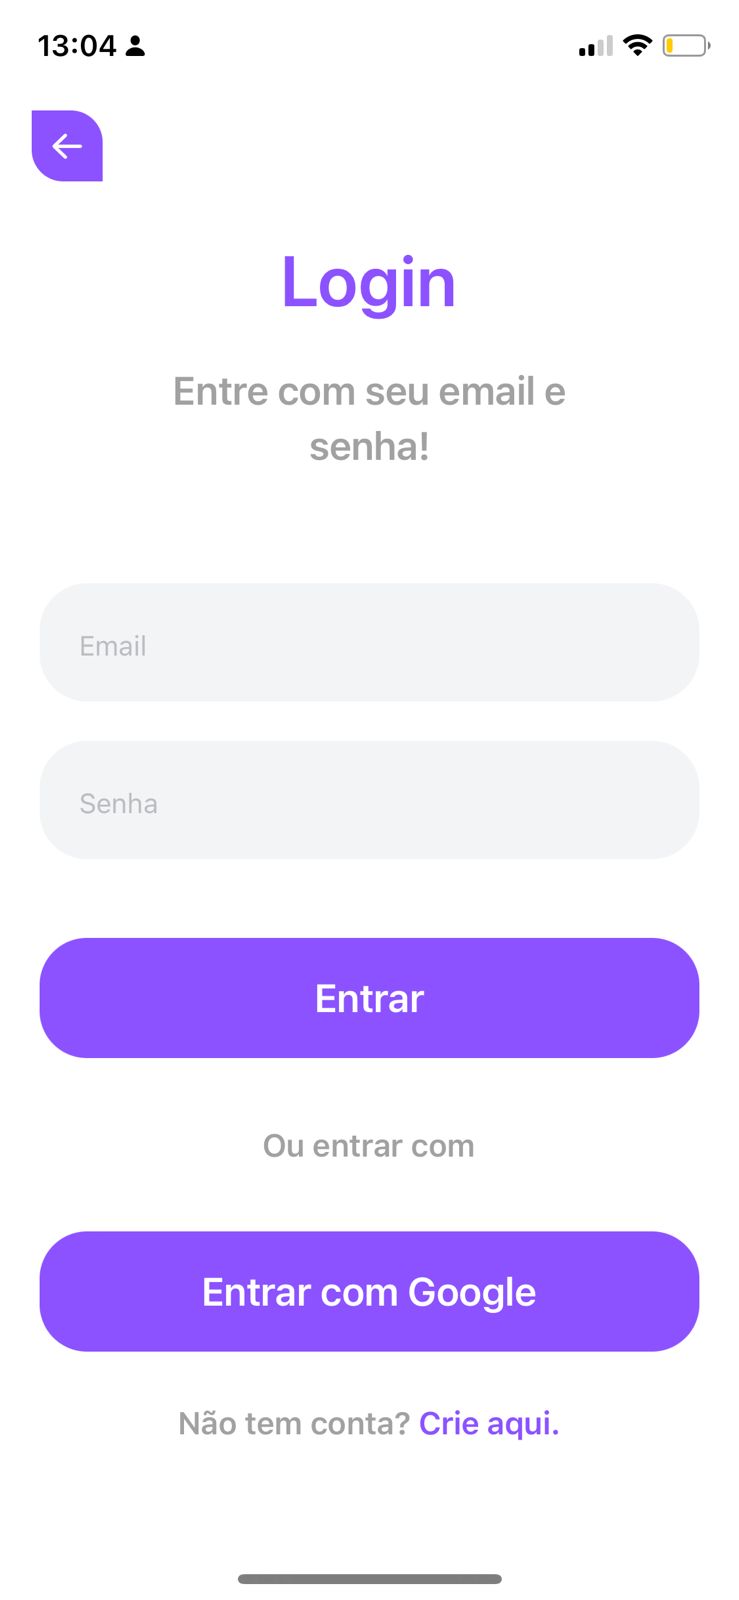 13:04
Login
Entre com seu email e
senha!
Email
Senha
Entrar
Ou entrar com
Entrar com Google
Não tem conta? Crie aqui.